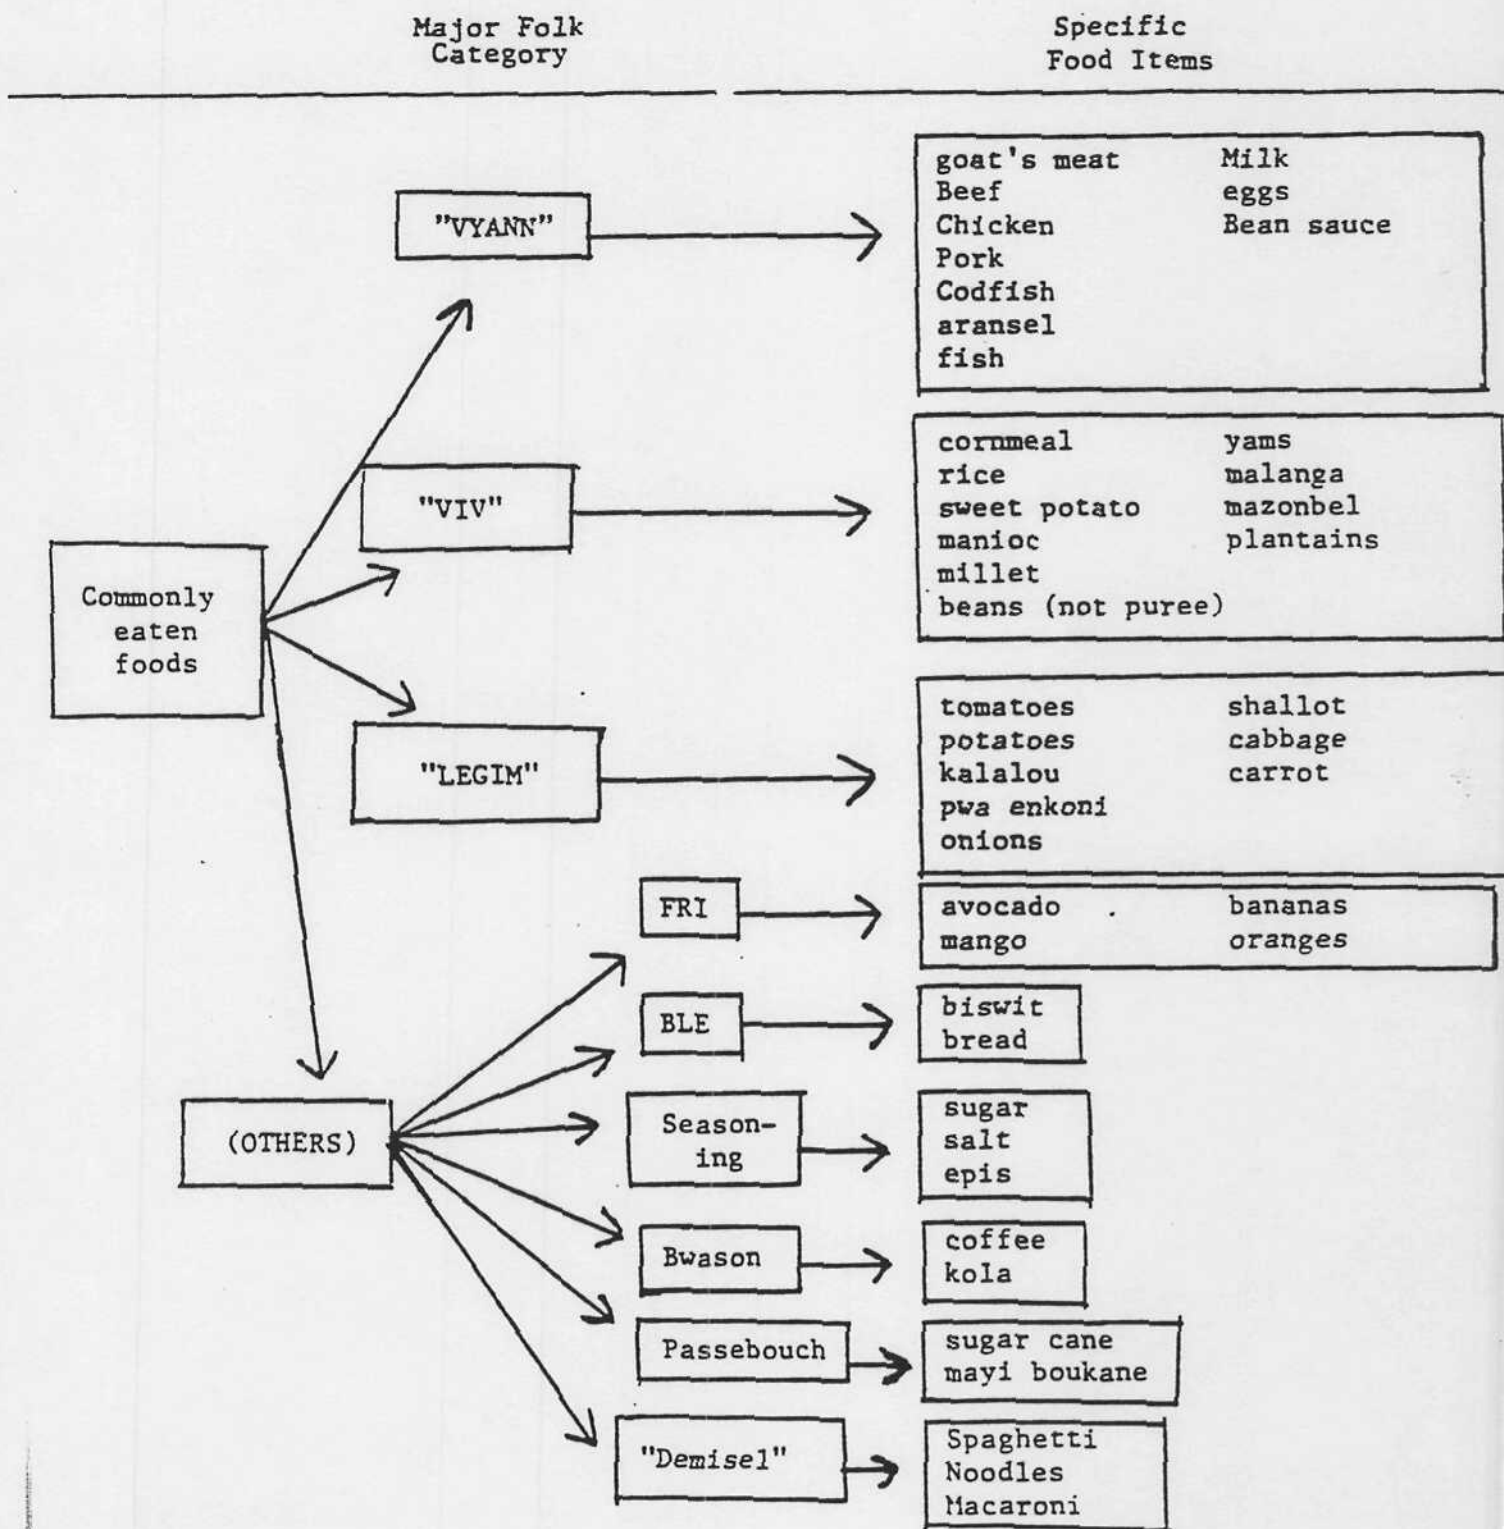 Major Folk
Category
Specific
Food Items
"VYANN"
goat's meat Milk
Beef eggs
Chicken Bean sauce
Pork
Codfish
aransel
fish
"VIV"
cornmeal yams
rice malanga
sweet potato mazonbel
manioc plantains
millet
beans (not puree)
Commonly
eaten
foods
"LEGIM"
tomatoes shallot
potatoes cabbage
kalalou carrot
pwa enkoni
onions
FRI
avocado bananas
mango oranges
BLE
biswit
bread
(OTHERS)
Season-
ing
sugar
salt
epis
Bwason
coffee
kola
Passebouch
sugar cane
mayi boukane
"Demisel"
Spaghetti
Noodles
Macaroni